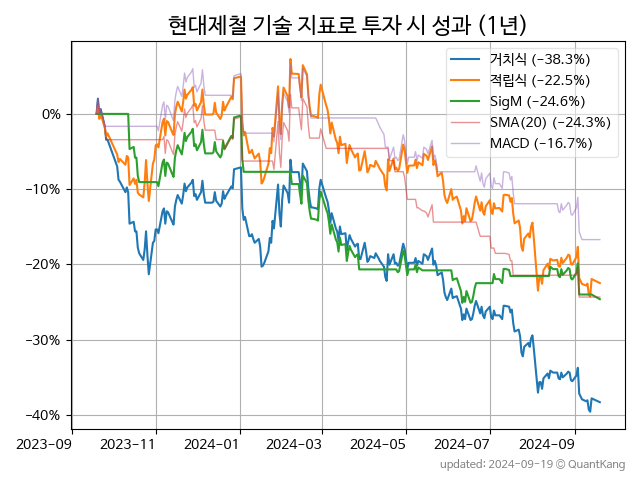 현대제철 기술 지표로 투자 시 성과 (1년)
거치식 (−38.3%)
적립식 (−22.5%)
SigM (−24.6%)
SMA(20) (−24.3%)
MACD (−16.7%)
0%
−10%
−20%
−30%
−40%
2023-09 2023-11 2024-01 2024-03 2024-05 2024-07 2024-09
updated: 2024-09-19 © QuantKang